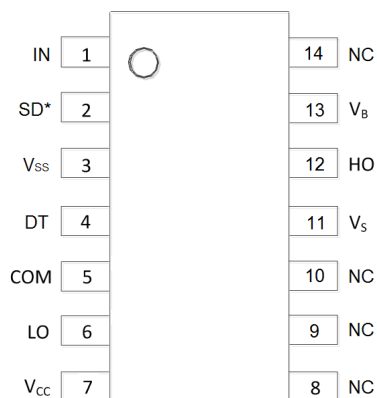 IN 1 14 NC
SD* 2 13 VB
VSS 3 12 HO
DT 4 11 VS
COM 5 10 NC
LO 6 9 NC
VCC 7 8 NC